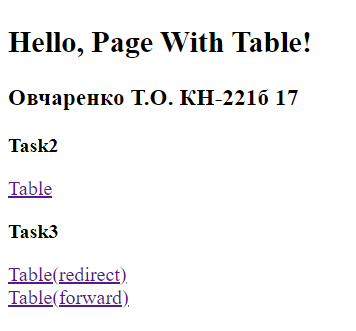 Hello, Page With Table!
Овчаренко Т.О. КН-221б 17
Task2
Table
Task3
Table(redirect)
Table(forward)